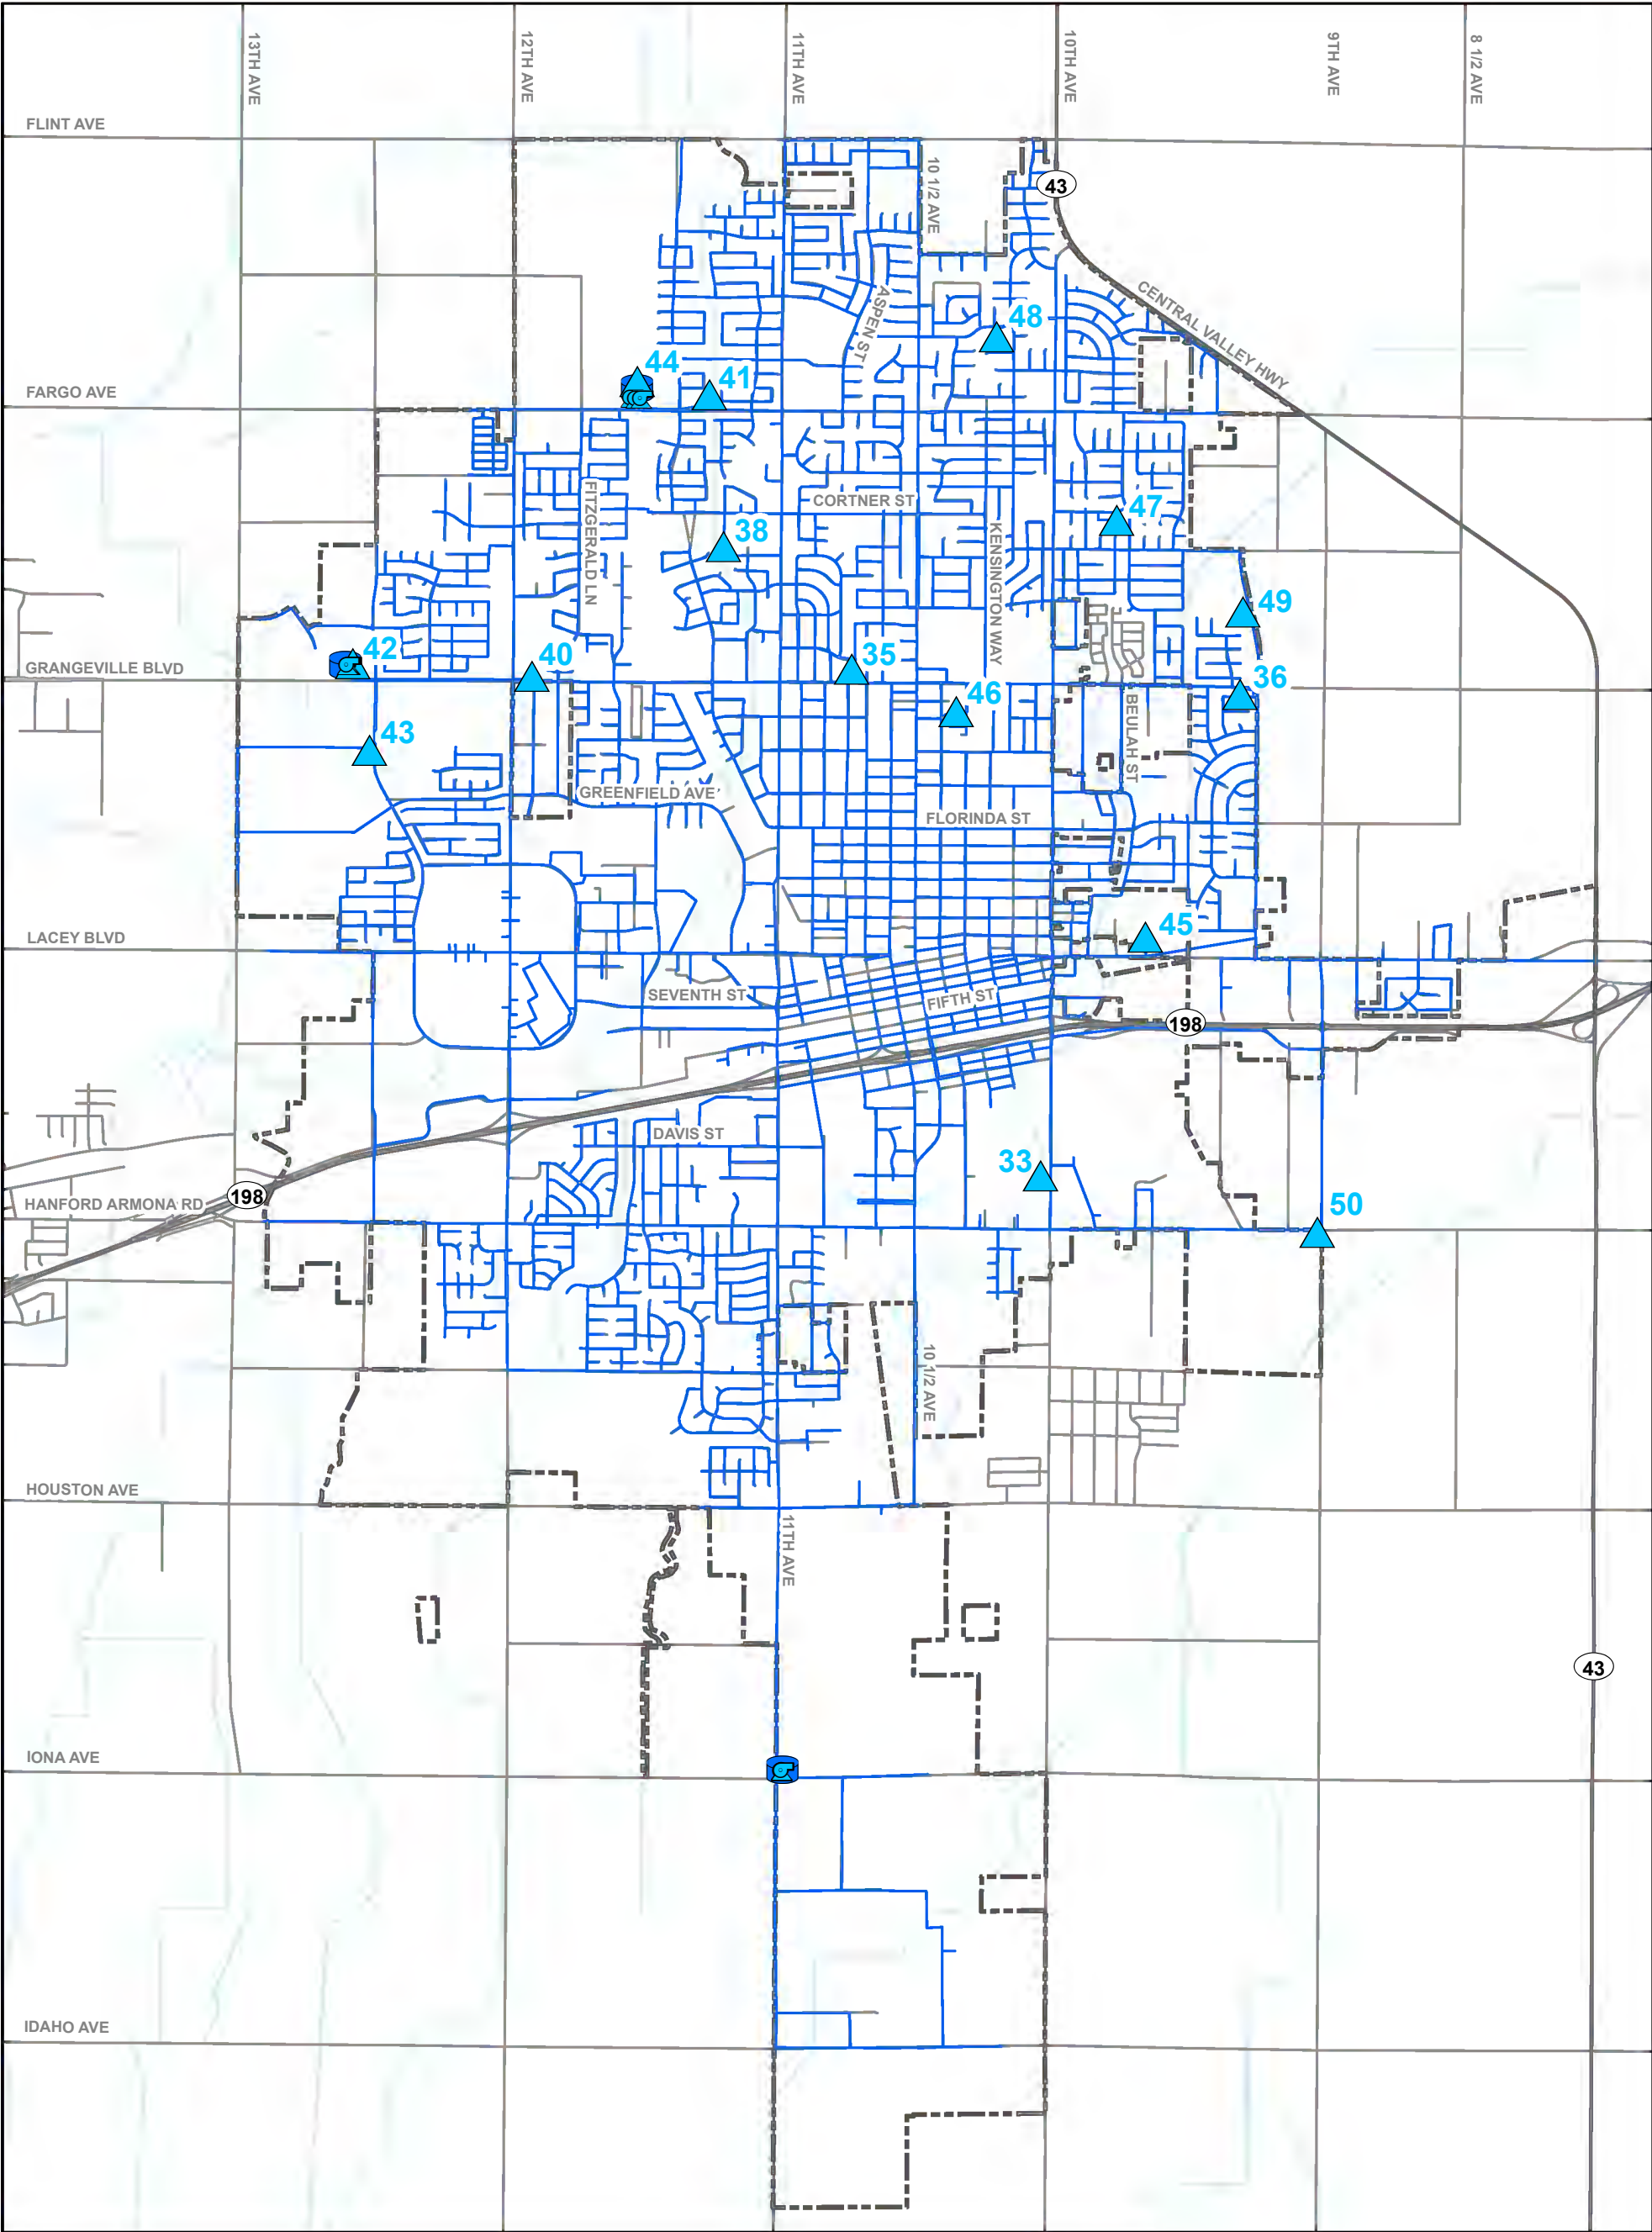 13TH AVE
12TH AVE
11TH AVE
10TH AVE
9TH AVE
8 1/2 AVE
FLINT AVE
10 1/2 AVE
43
CENTRAL VALLEY HWY
ASPEN ST
48
44
41
FARGO AVE
CORTNER ST
47
FITZGERALD LN
38
KENSINGTON WAY
49
42
40
35
GRANGEVILLE BLVD
36
46
BEULAH ST
43
GREENFIELD AVE
FLORINDA ST
45
LACEY BLVD
SEVENTH ST
FIFTH ST
198
DAVIS ST
33
198
HANFORD ARMONA RD
50
10 1/2 AVE
HOUSTON AVE
11TH AVE
43
IONA AVE
IDAHO AVE